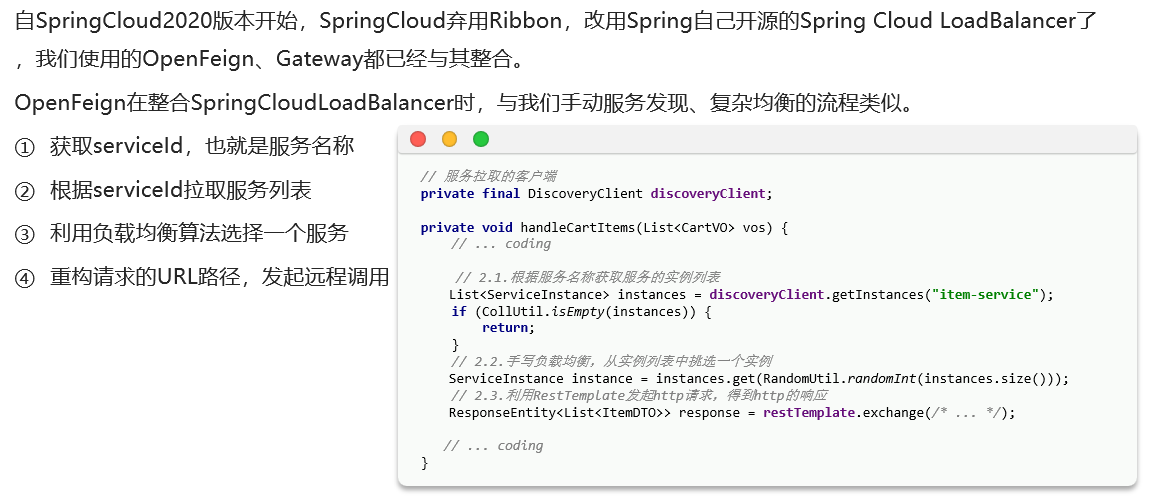 自SpringCloud2020版本开始，SpringCloud弃用Ribbon，改用Spring自己开源的Spring Cloud LoadBalancer了
，我们使用的OpenFeign、Gateway都已经与其整合。
OpenFeign在整合SpringCloudLoadBalancer时，与我们手动服务发现、复杂均衡的流程类似。
① 获取serviceId，也就是服务名称
② 根据serviceId拉取服务列表
③ 利用负载均衡算法选择一个服务
④ 重构请求的URL路径，发起远程调用
// 服务拉取的客户端
private final DiscoveryClient discoveryClient;
private void handleCartItems(List<CartVO> vos) {
// ... coding
// 2.1.根据服务名称获取服务的实例列表
List<ServiceInstance> instances = discoveryClient.getInstances("item-service");
if (CollUtil.isEmpty(instances)) {
return;
}
// 2.2.手写负载均衡，从实例列表中挑选一个实例
ServiceInstance instance = instances.get(RandomUtil.randomInt(instances.size()));
// 2.3.利用RestTemplate发起http请求，得到http的响应
ResponseEntity<List<ItemDTO>> response = restTemplate.exchange(/* ... */);
// ... coding
}